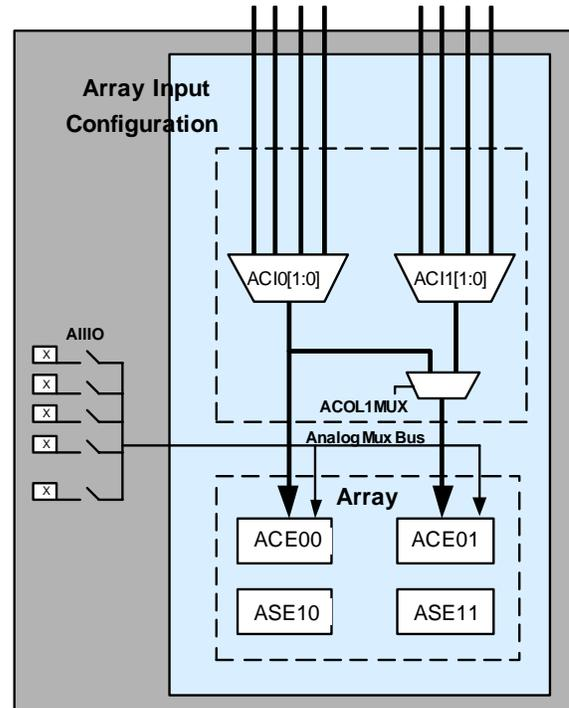 Array Input
Configuration
ACI0[1:0]
ACI1[1:0]
AIIIO
X
X
X
X
X
ACOL1MUX
Analog Mux Bus
Array
ACE00
ACE01
ASE10
ASE11